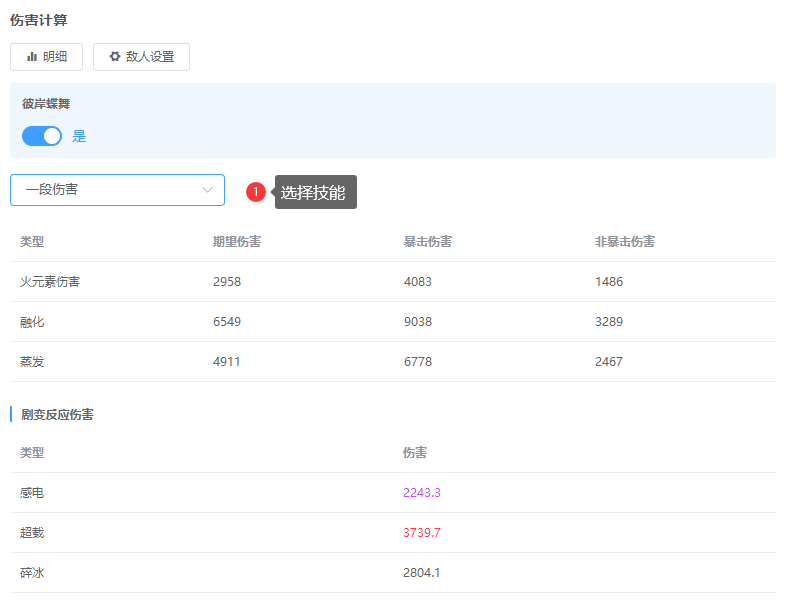 伤害计算
明细 敌人设置
彼岸蝶舞
是
一段伤害 1 选择技能
类型 期望伤害 暴击伤害 非暴击伤害
火元素伤害 2958 4083 1486
融化 6549 9038 3289
蒸发 4911 6778 2467
剧变反应伤害
类型 伤害
感电 2243.3
超载 3739.7
碎冰 2804.1